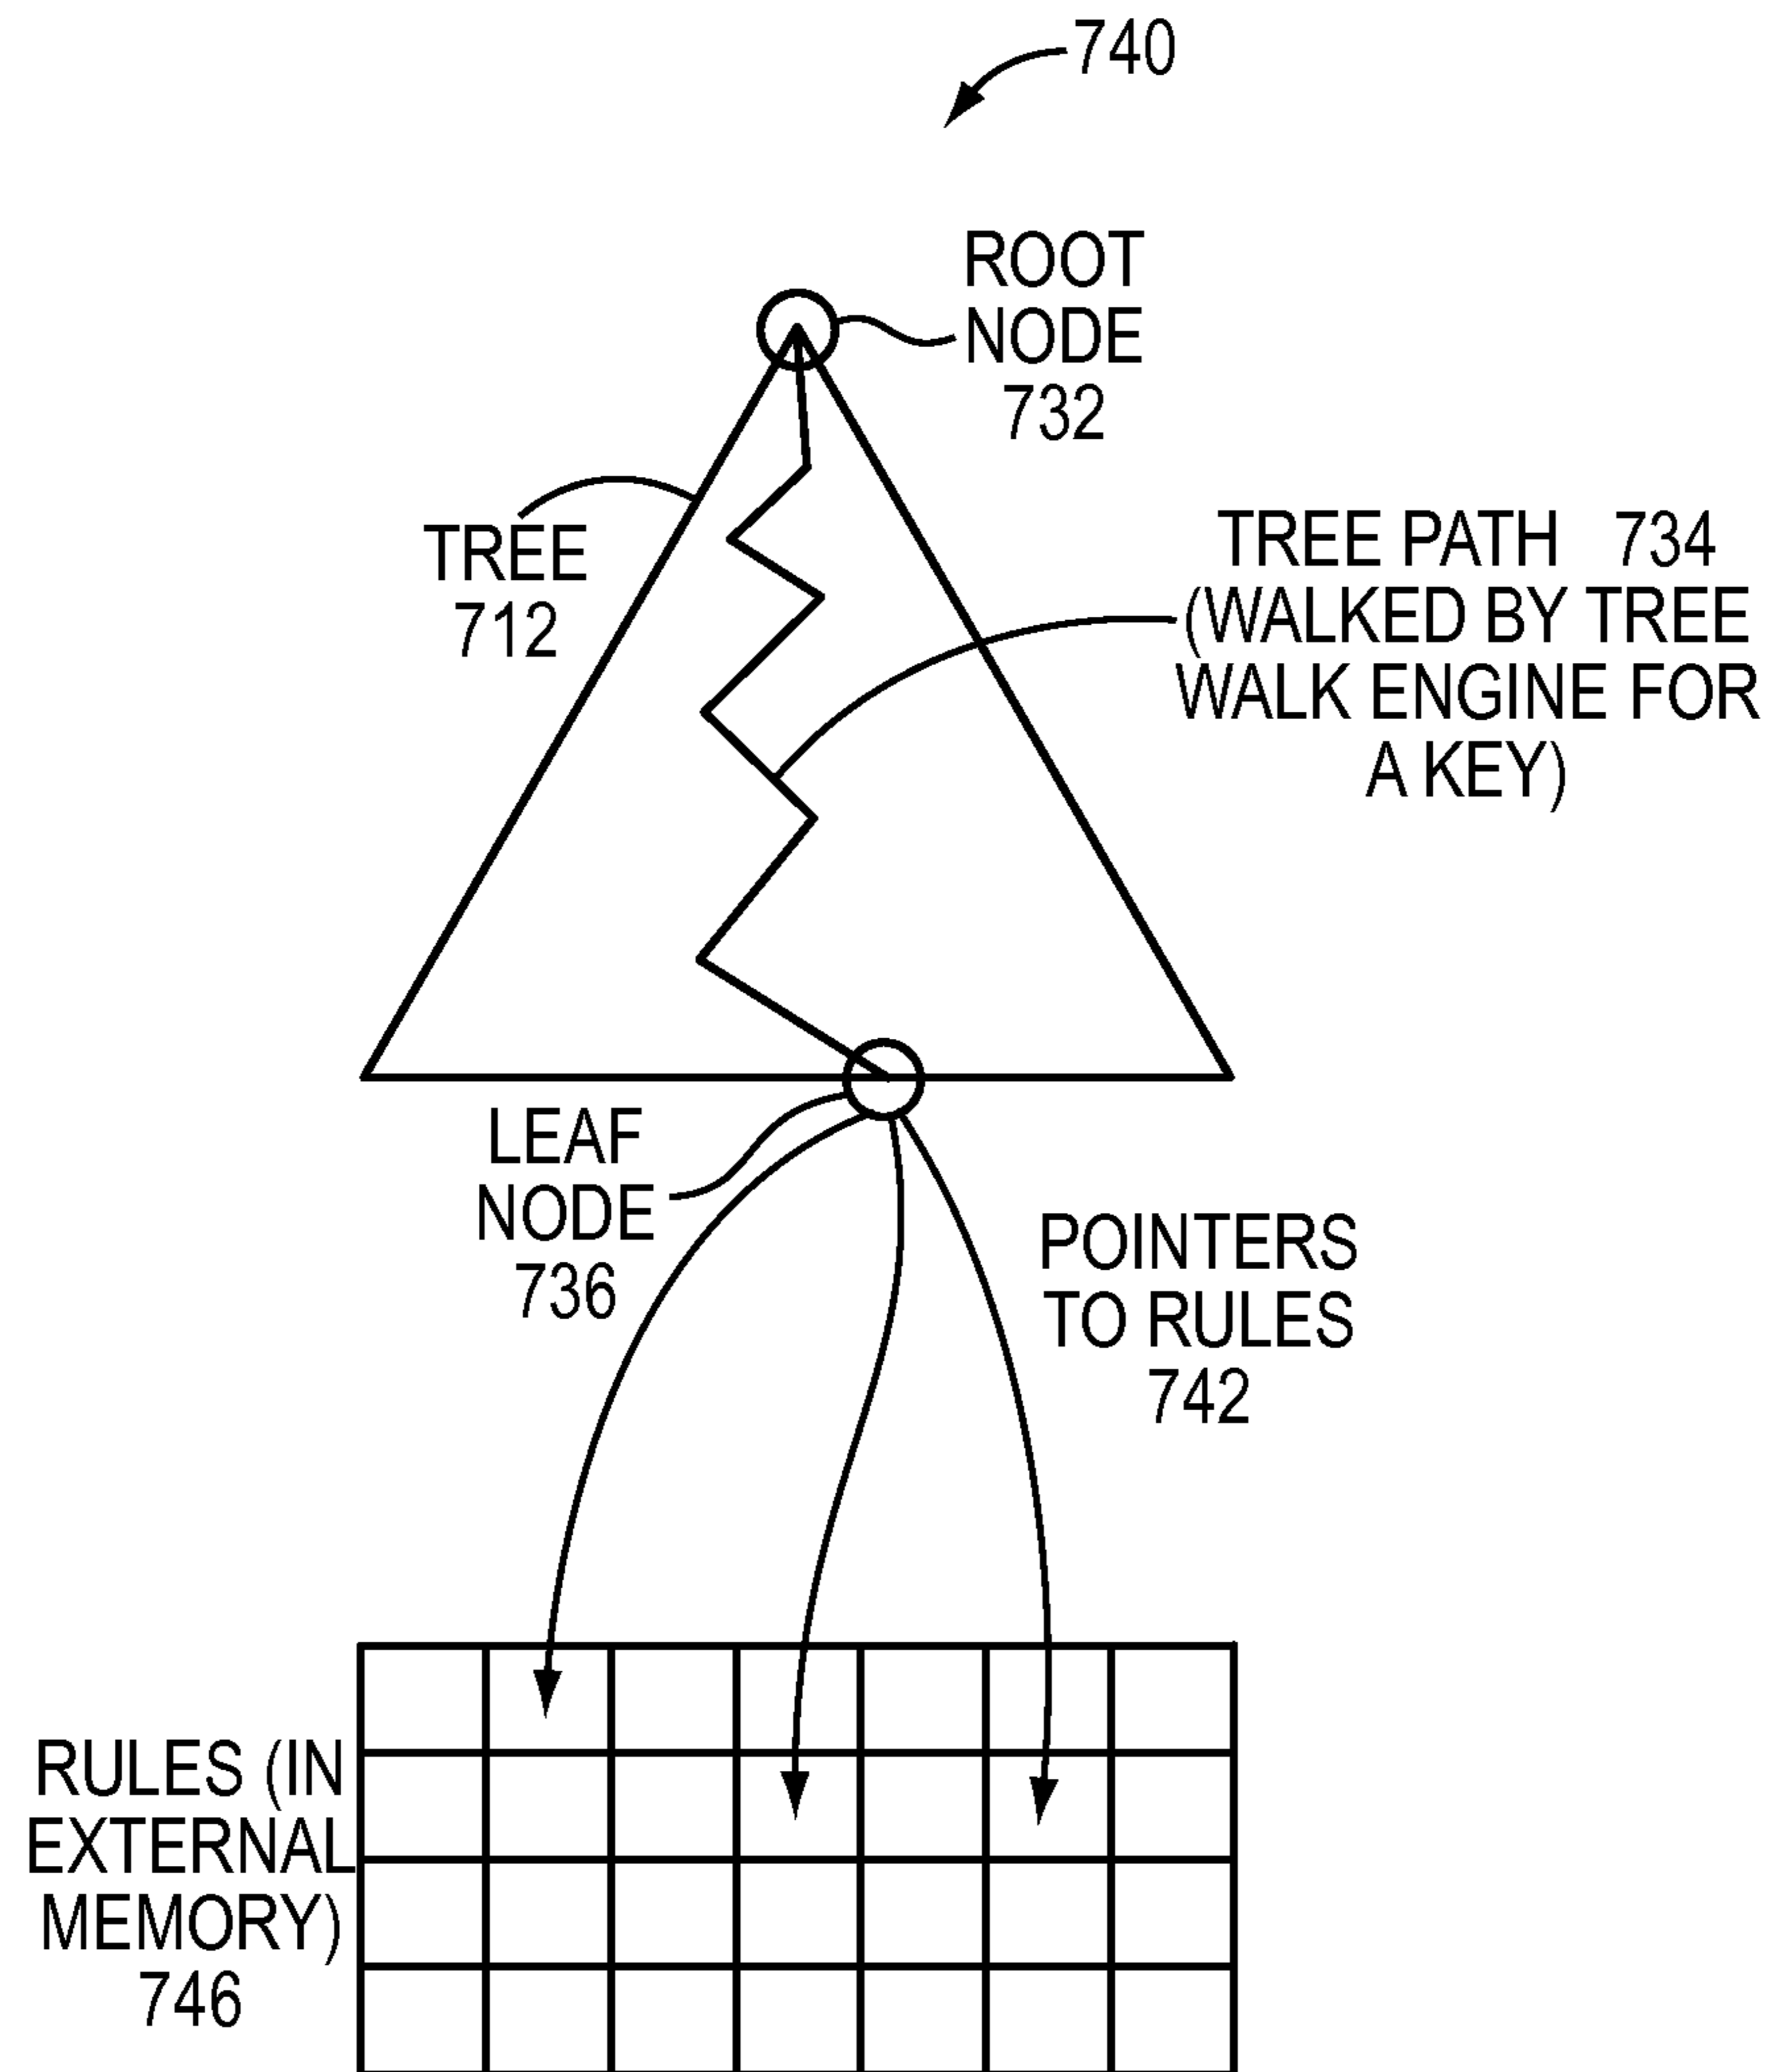 740
ROOT
NODE
732
TREE
712
TREE PATH 734
(WALKED BY TREE
WALK ENGINE FOR
A KEY)
LEAF
NODE
736
POINTERS
TO RULES
742
RULES (IN
EXTERNAL
MEMORY)
746